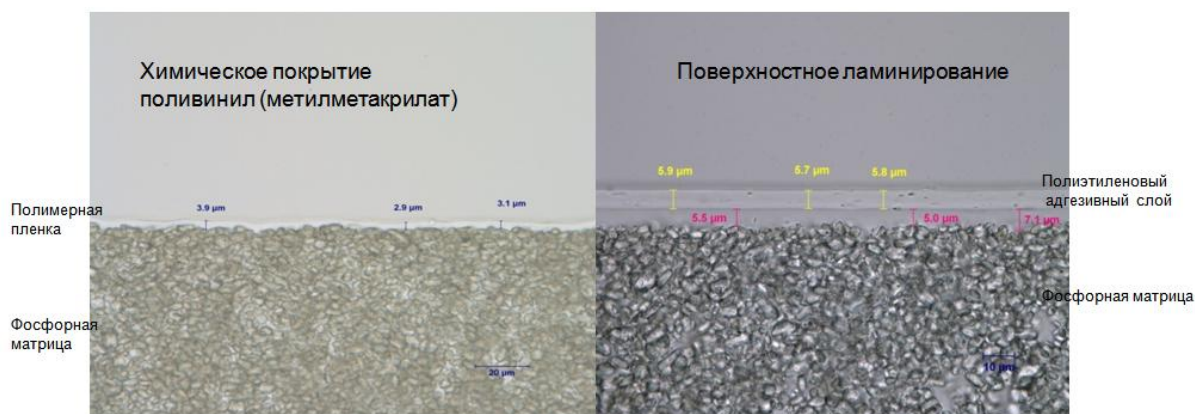 Химическое покрытие
поливинил (метилметакрилат)
Поверхностное ламинирование
Полимерная
пленка
Фосфорная
матрица
3.9 µm
2.9 µm
3.1 µm
20 µm
5.9 µm
5.7 µm
5.8 µm
5.5 µm
5.0 µm
7.1 µm
10 µm
Полиэтиленовый
адгезивный слой
Фосфорная матрица